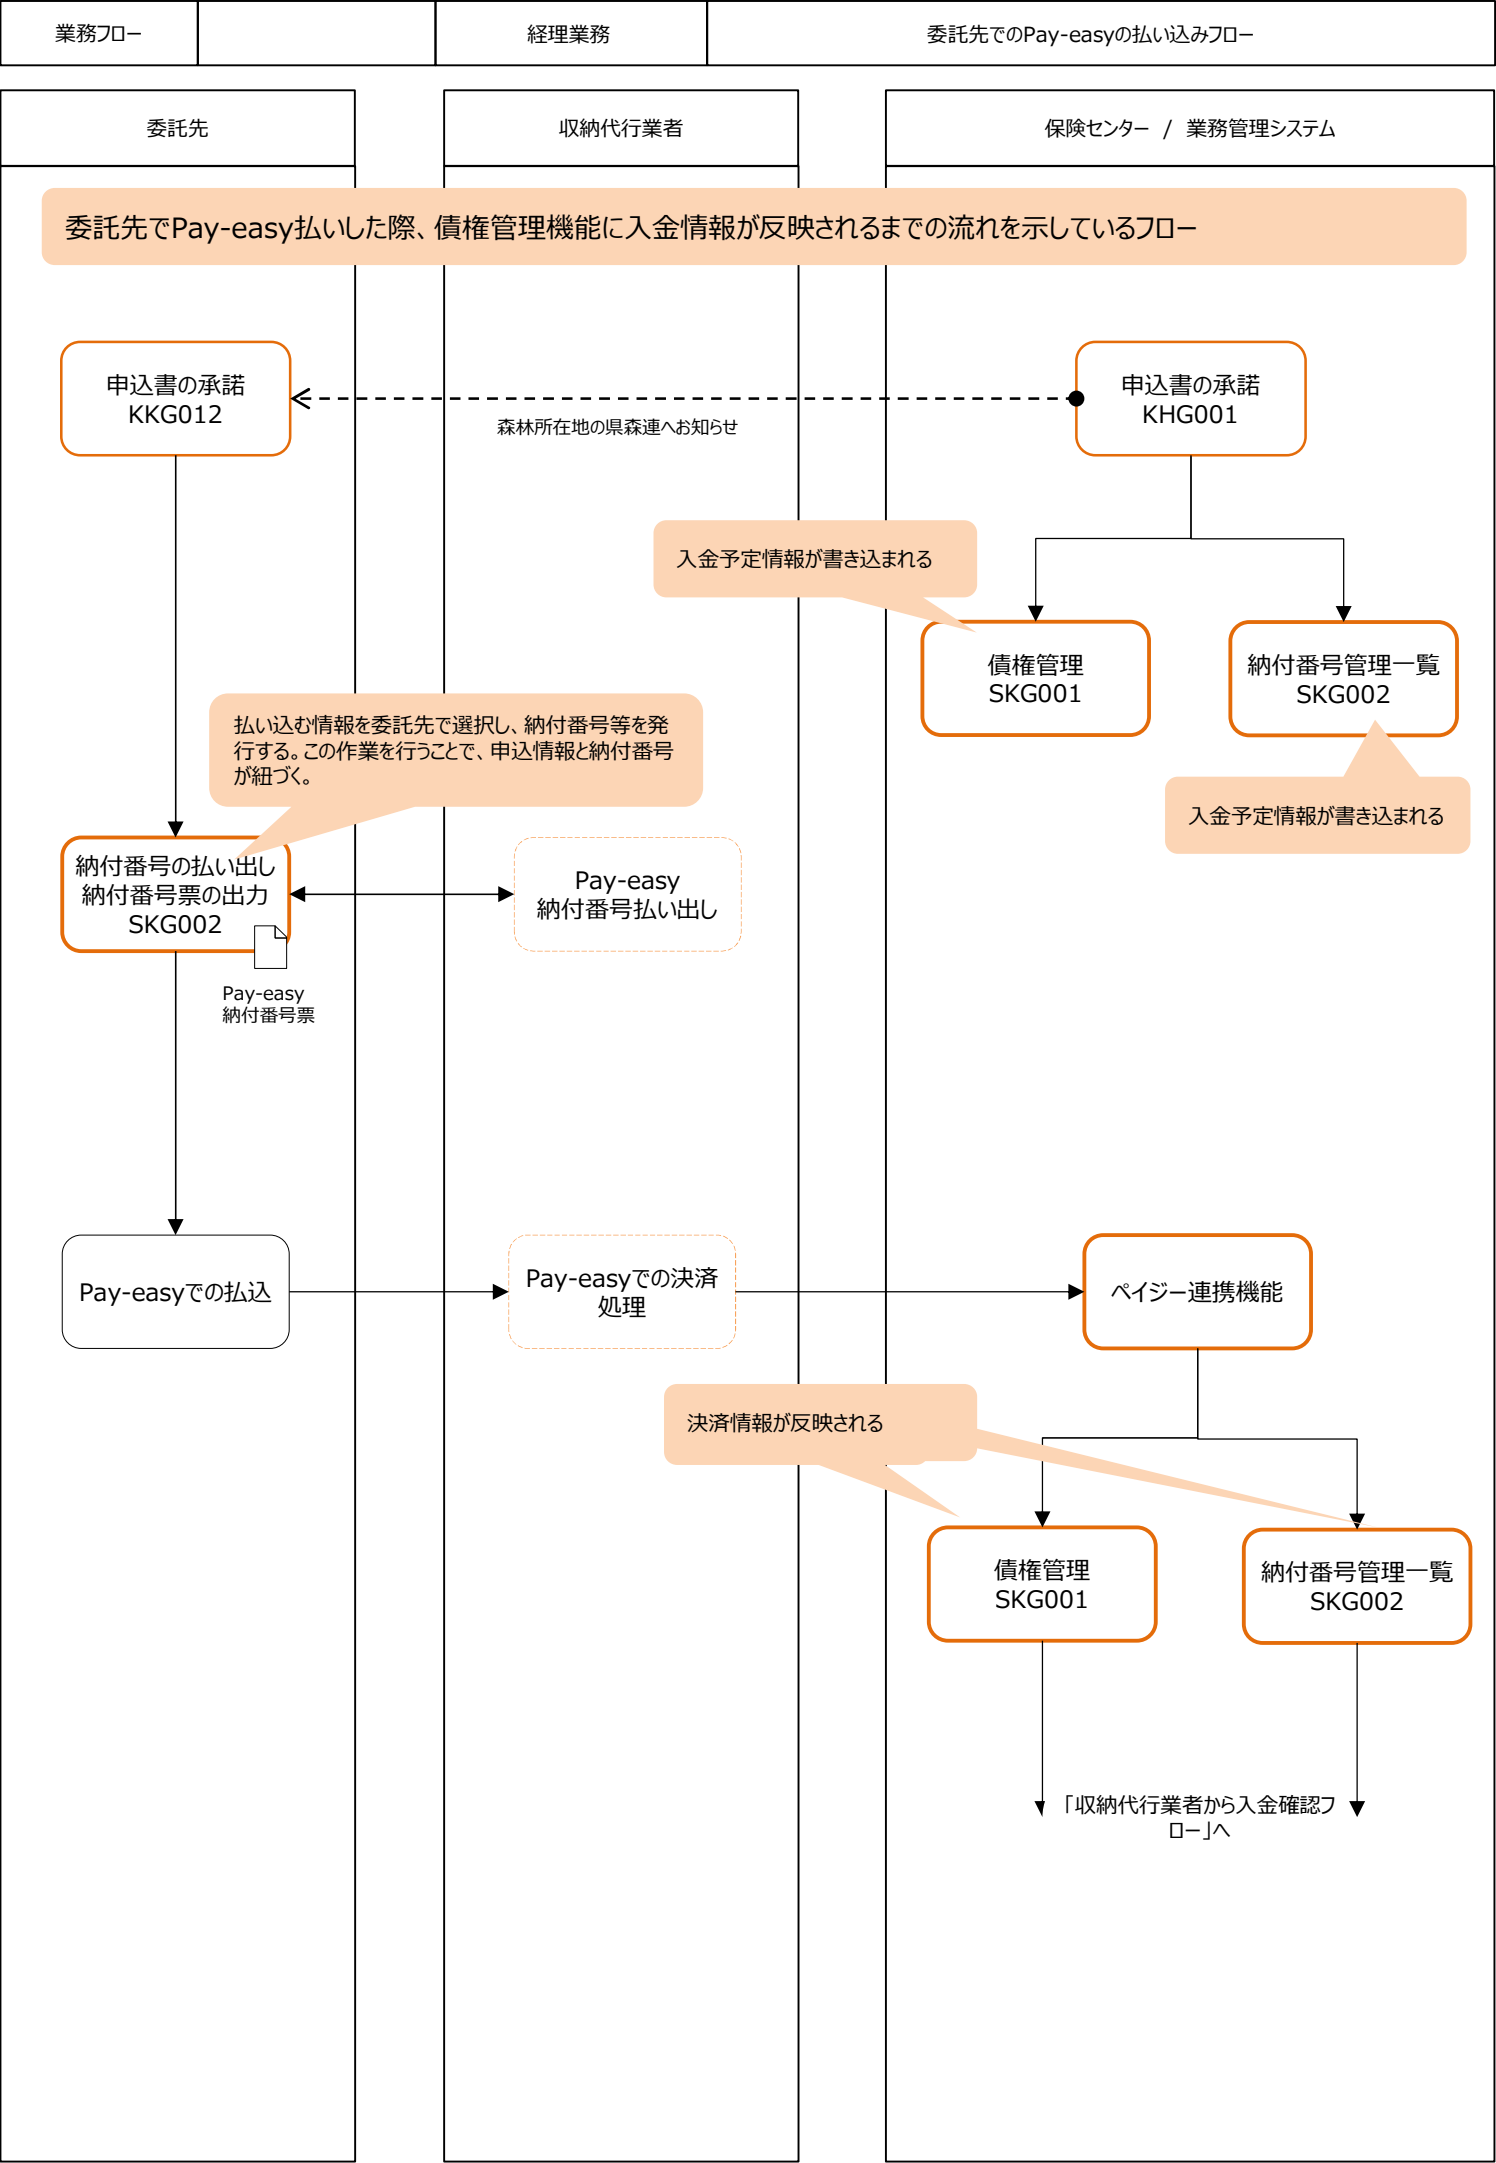 業務フロー
経理業務
委託先でのPay-easyの払い込みフロー
委託先
収納代行業者
保険センター / 業務管理システム
委託先でPay-easy払いした際、債権管理機能に入金情報が反映されるまでの流れを示しているフロー
申込書の承諾
KKG012
森林所在地の県森連へお知らせ
申込書の承諾
KHG001
入金予定情報が書き込まれる
債権管理
SKG001
納付番号管理一覧
SKG002
払い込む情報を委託先で選択し、納付番号等を発
行する。この作業を行うことで、申込情報と納付番号
が紐づく。
入金予定情報が書き込まれる
納付番号の払い出し
納付番号票の出力
SKG002
Pay-easy
納付番号払い出し
Pay-easy
納付番号票
Pay-easyでの払込
Pay-easyでの決済
処理
ペイジー連携機能
決済情報が反映される
債権管理
SKG001
納付番号管理一覧
SKG002
「収納代行業者から入金確認フ
ロー」へ